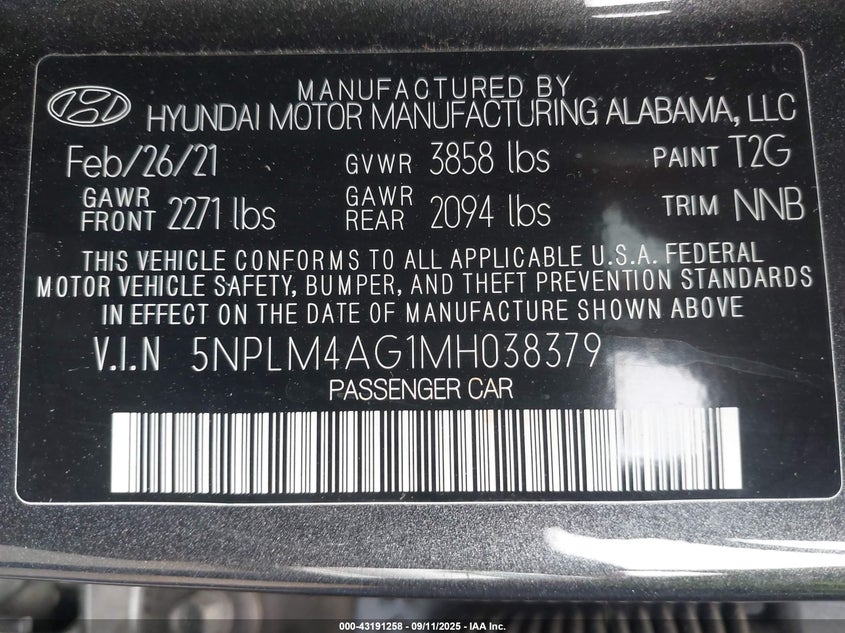 MANUFACTURED BY
HYUNDAI MOTOR MANUFACTURING ALABAMA, LLC
Feb/26/21 GVWR 3858 lbs PAINT T2G
GAWR FRONT 2271 lbs GAWR REAR 2094 lbs TRIM NNB
THIS VEHICLE CONFORMS TO ALL APPLICABLE U.S.A. FEDERAL
MOTOR VEHICLE SAFETY, BUMPER, AND THEFT PREVENTION STANDARDS
IN EFFECT ON THE DATE OF MANUFACTURE SHOWN ABOVE
V.I.N 5NPLM4AG1MH038379
PASSENGER CAR
000-43191258 - 09/11/2025 - IAA Inc.